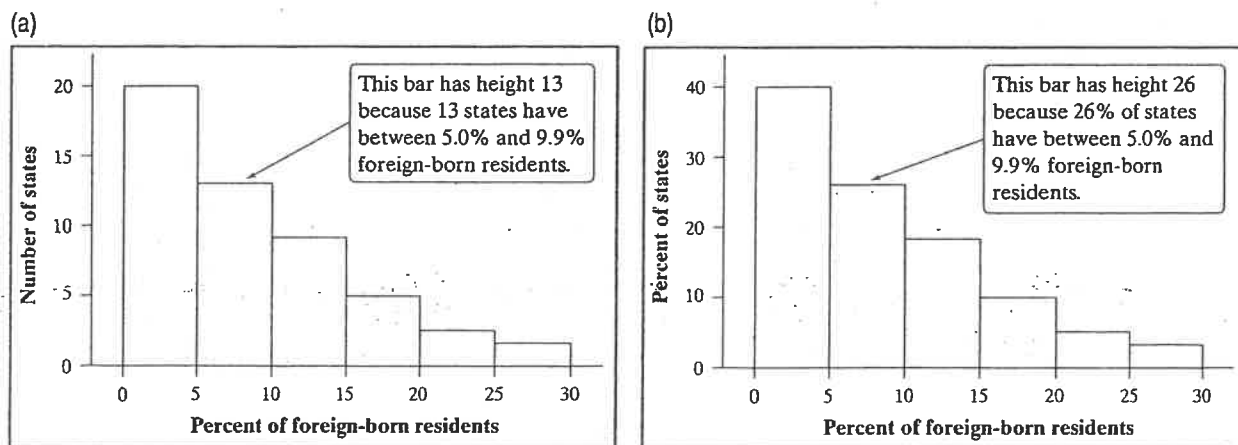 (a)
20
15
10
5
0
Number of states
This bar has height 13
because 13 states have
between 5.0% and 9.9%
foreign-born residents.
0 5 10 15 20 25 30
Percent of foreign-born residents
(b)
40
30
20
10
0
Percent of states
This bar has height 26
because 26% of states
have between 5.0% and
9.9% foreign-born
residents.
0 5 10 15 20 25 30
Percent of foreign-born residents